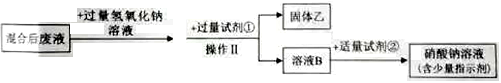 混合后废液
+过量氢氧化钠
溶液
+过量试剂①
操作Ⅱ
固体乙
溶液B
+适量试剂②
硝酸钠溶液
(含少量指示剂)